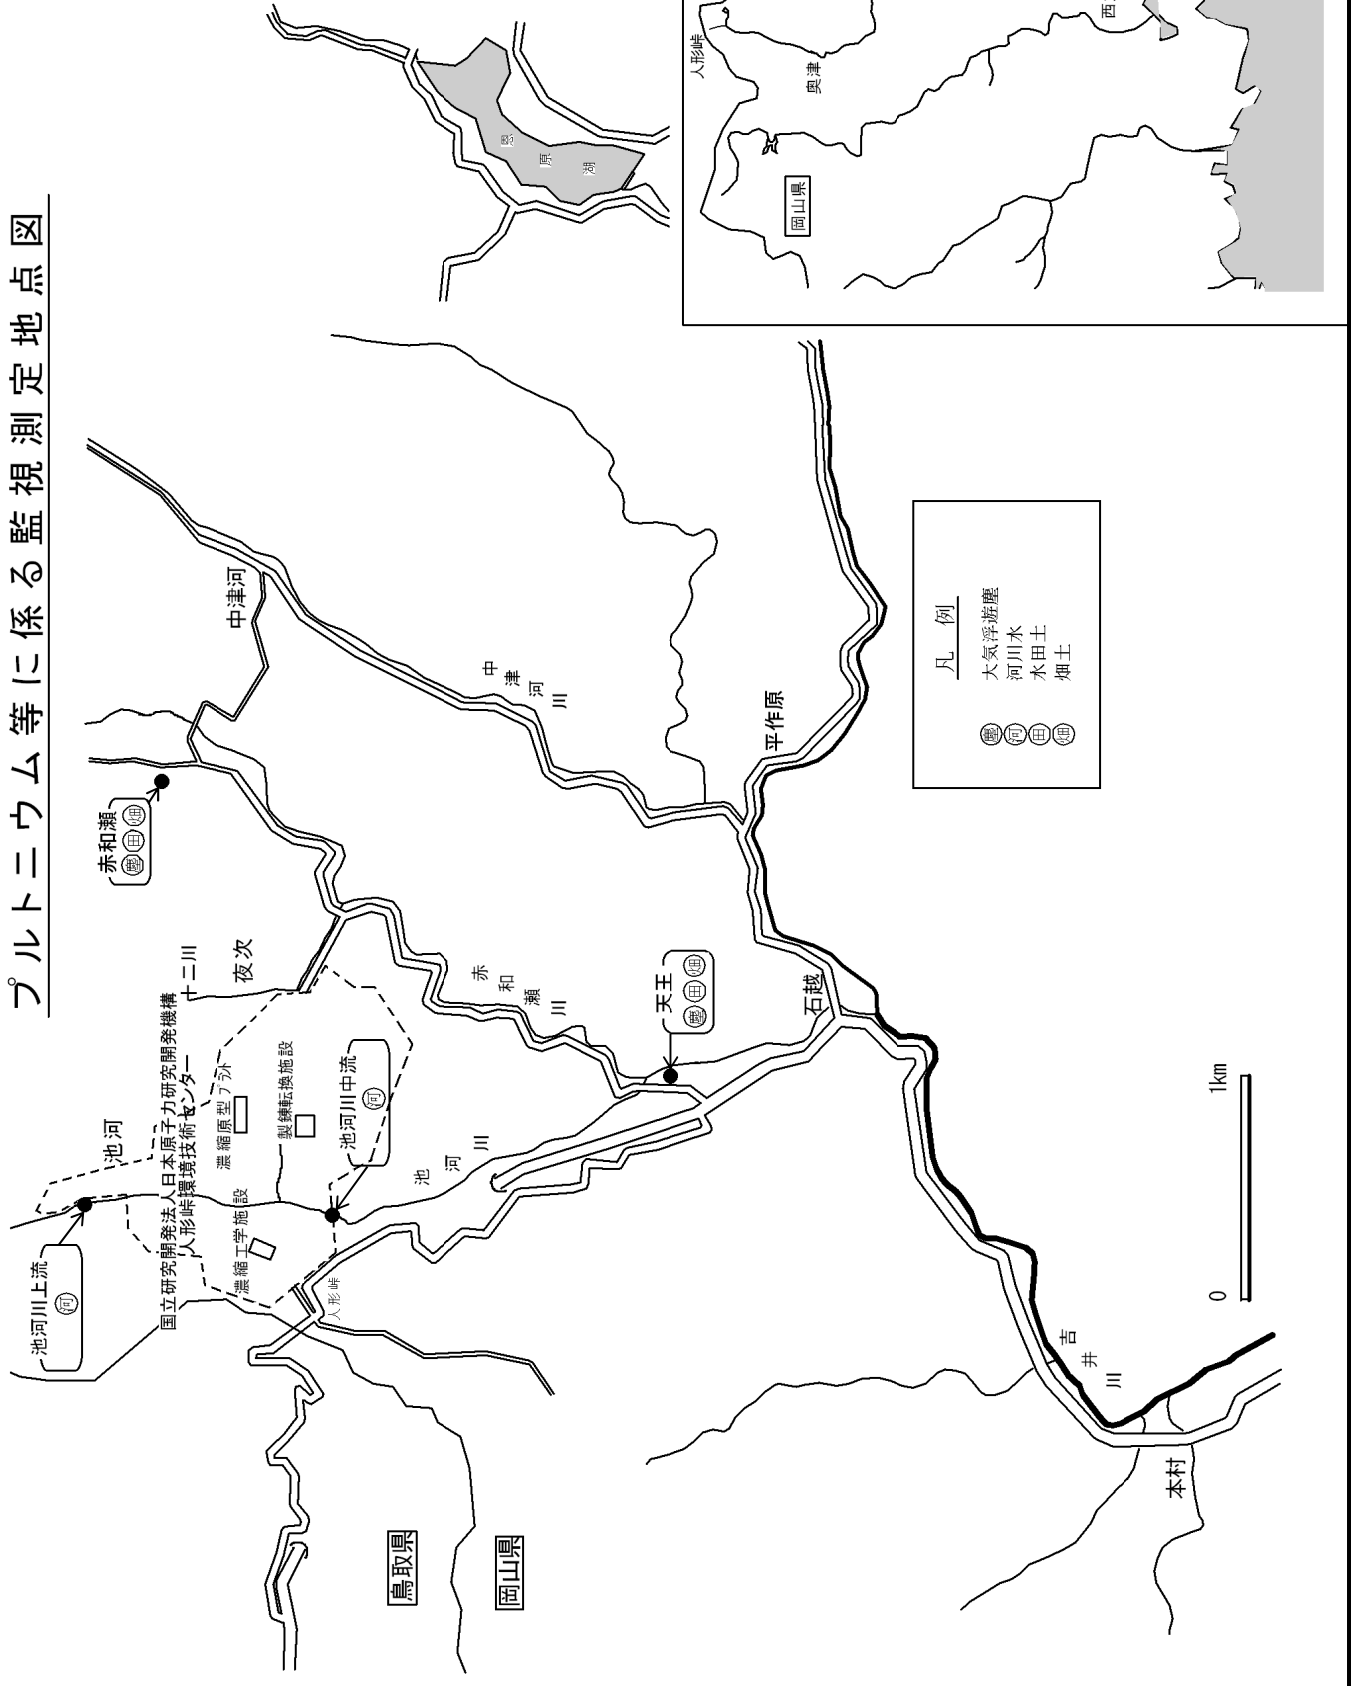 プルトニウム等に係る監視測定地点図
恩原湖
人形峠
奥津
岡山県
西
中津河
中津河川
平作原
赤和瀬
塵 田 畑
十二川
夜次
赤和瀬川
天王
塵 田 畑
石越
池河
国立研究開発法人日本原子力研究開発機構
人形峠環境技術センター
濃縮原型プラント
製錬転換施設
濃縮工学施設
池河川中流
河
池河川
池河川上流
河
人形峠
鳥取県
岡山県
吉井川
本村
凡 例
塵 大気浮遊塵
河 河川水
田 水田土
畑 畑土
0 1km